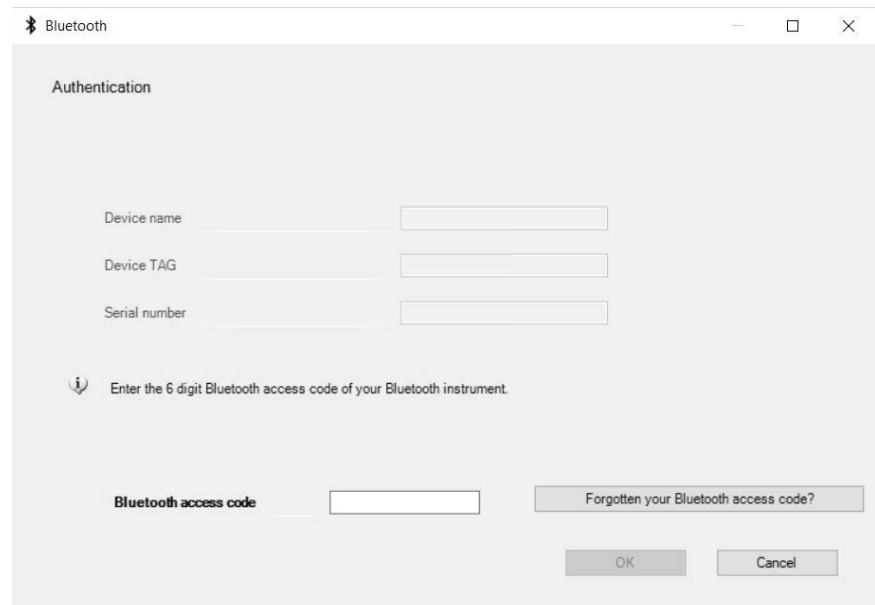 Bluetooth
Authentication
Device name
Device TAG
Serial number
Enter the 6 digit Bluetooth access code of your Bluetooth instrument.
Bluetooth access code
Forgotten your Bluetooth access code?
OK
Cancel